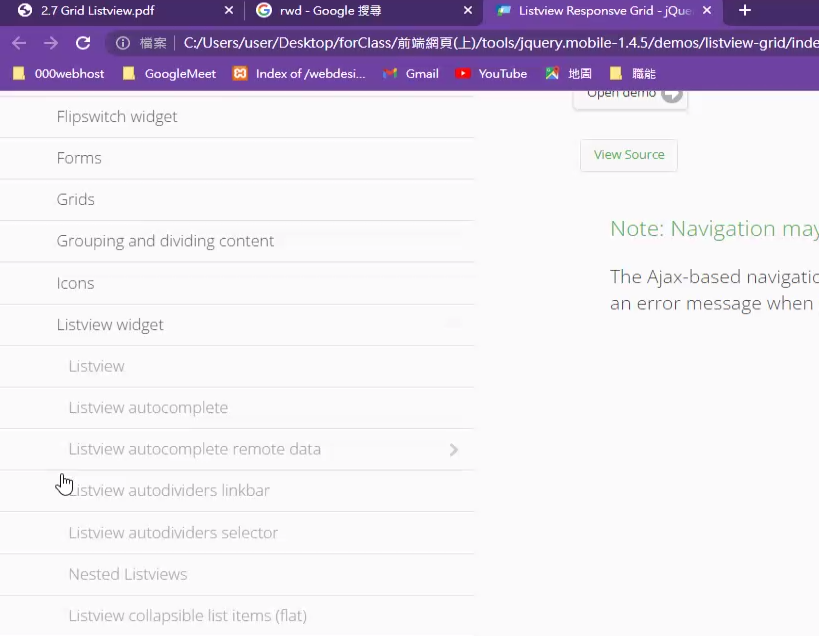 2.7 Grid Listview.pdf
rwd - Google 搜尋
Listview Responsve Grid - jQue
檔案
C:/Users/user/Desktop/forClass/前端網頁(上)/tools/jquery.mobile-1.4.5/demos/listview-grid/inde
000webhost
GoogleMeet
Index of /webdesi...
Gmail
YouTube
地圖
職能
Open demo
Flipswitch widget
View Source
Forms
Grids
Note: Navigation may
Grouping and dividing content
The Ajax-based navigatio
Icons
an error message when
Listview widget
Listview
Listview autocomplete
Listview autocomplete remote data
Listview autodividers linkbar
Listview autodividers selector
Nested Listviews
Listview collapsible list items (flat)